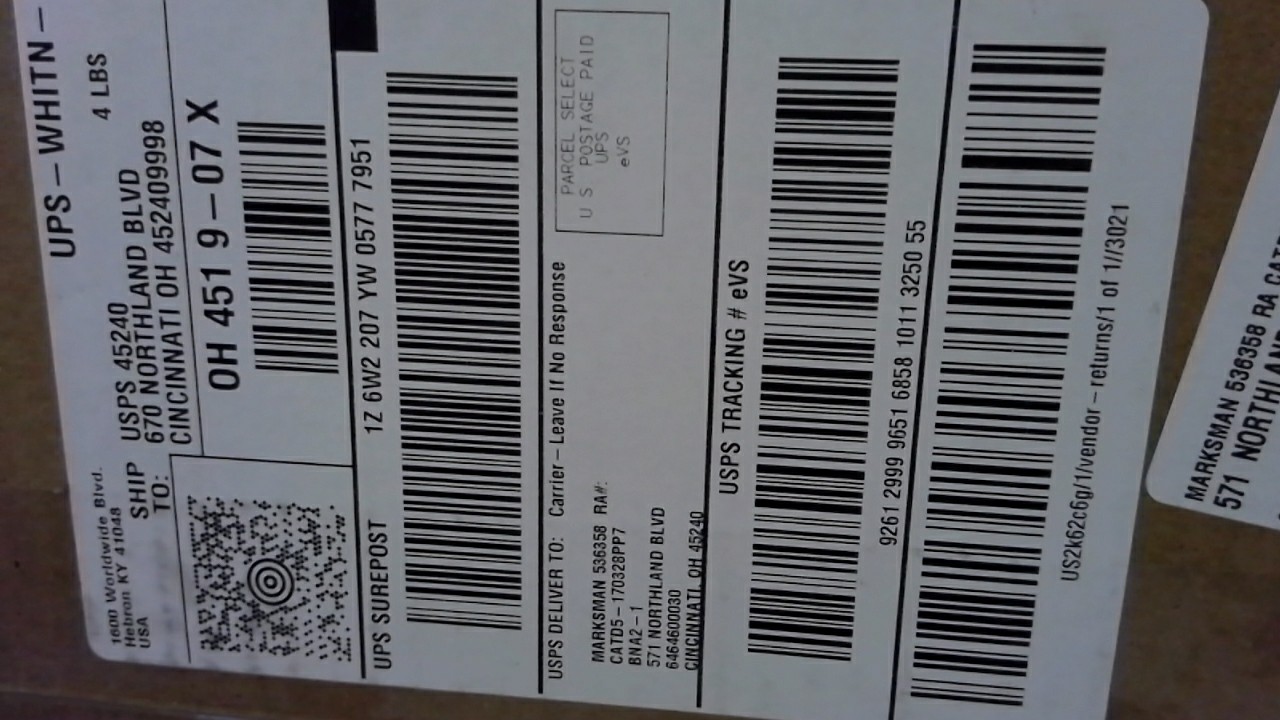 UPS – WHITN –
1600 Worldwide Blvd.
Hebron KY 41048
USA
4 LBS
SHIP
TO:
USPS 45240
670 NORTHLAND BLVD
CINCINNATI OH 452409998
OH 451 9 – 07 X
UPS SUREPOST
1Z 6W2 207 YW 0577 7951
USPS DELIVER TO:
Carrier – Leave If No Response
MARKSMAN 536358 RA#:
CATD5 – 170328PP7
BNA2 – 1
571 NORTHLAND BLVD
6464600030
CINCINNATI OH 45240
PARCEL SELECT
U S POSTAGE PAID
UPS
eVS
USPS TRACKING # eVS
9261 2999 9651 6858 1011 3250 55
US2k62c6g/1/vendor – returns/1 of 1//3021
MARKSMAN 536358 RA CATD
571 NORTHLAND